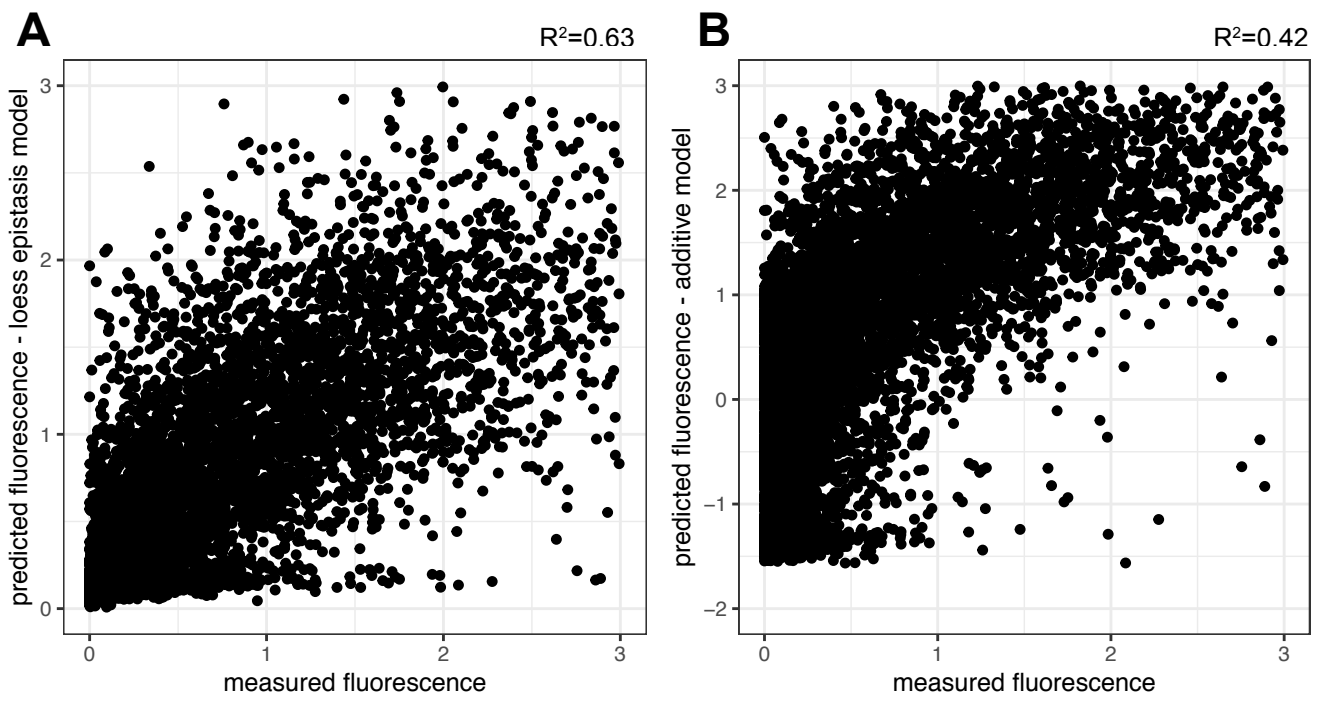 A
R²=0.63
predicted fluorescence - loess epistasis model
3
2
1
0
0
1
2
3
measured fluorescence
B
R²=0.42
predicted fluorescence - additive model
3
2
1
0
−1
−2
0
1
2
3
measured fluorescence